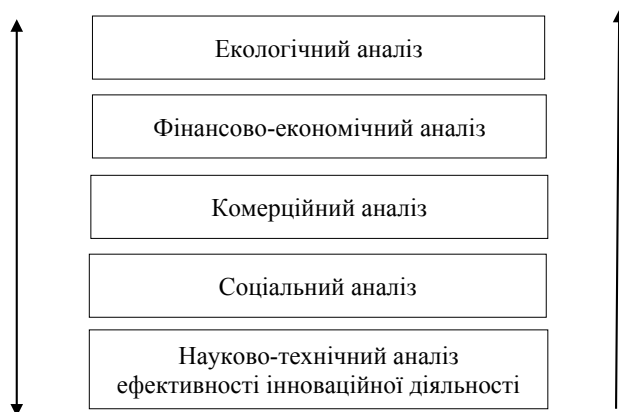 Екологічний аналіз
Фінансово-економічний аналіз
Комерційний аналіз
Соціальний аналіз
Науково-технічний аналіз
ефективності інноваційної діяльності